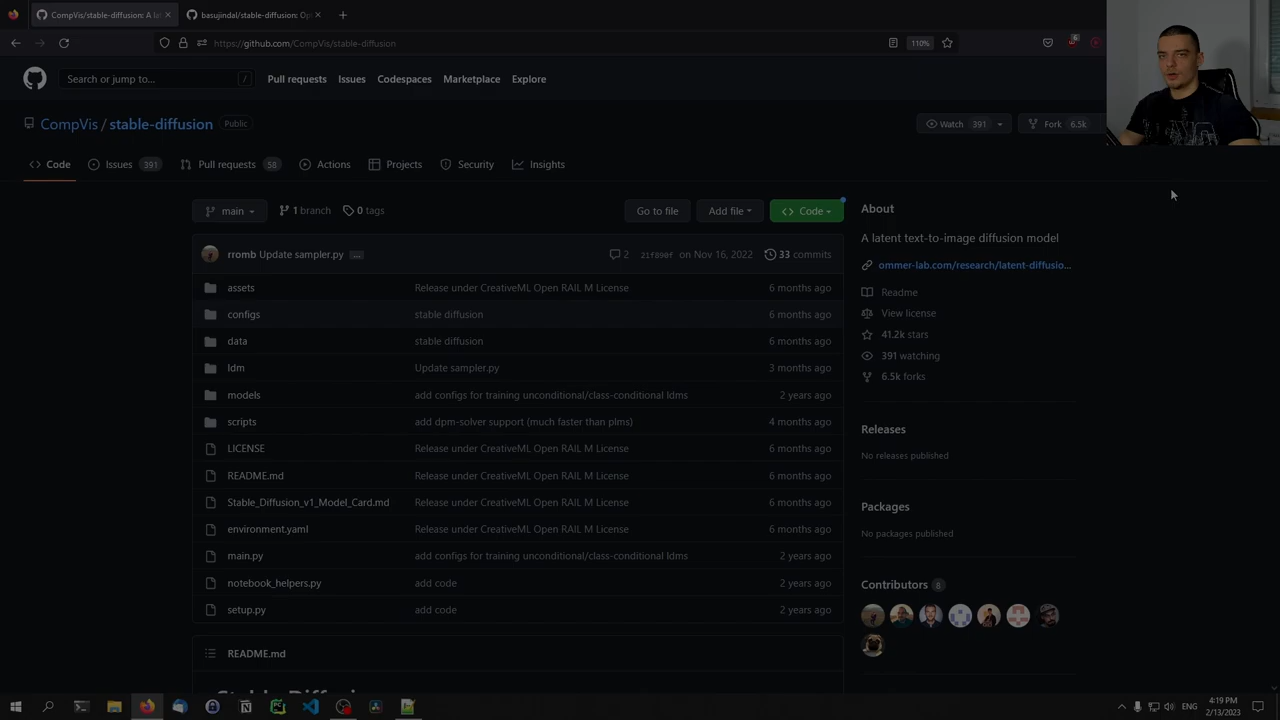 CompVis/stable-diffusion: A lat
basujindal/stable-diffusion: Op
https://github.com/CompVis/stable-diffusion
110%
6
Search or jump to...
/
Pull requests
Issues
Codespaces
Marketplace
Explore
CompVis / stable-diffusion
Public
Watch 391
Fork 6.5k
Code
Issues 391
Pull requests 58
Actions
Projects
Security
Insights
main
1 branch
0 tags
Go to file
Add file
Code
rromb Update sampler.py ...
2
21f890f on Nov 16, 2022
33 commits
assets Release under CreativeML Open RAIL M License 6 months ago
configs stable diffusion 6 months ago
data stable diffusion 6 months ago
ldm Update sampler.py 3 months ago
models add configs for training unconditional/class-conditional ldms 2 years ago
scripts add dpm-solver support (much faster than plms) 4 months ago
LICENSE Release under CreativeML Open RAIL M License 6 months ago
README.md Release under CreativeML Open RAIL M License 6 months ago
Stable_Diffusion_v1_Model_Card.md Release under CreativeML Open RAIL M License 6 months ago
environment.yaml Release under CreativeML Open RAIL M License 6 months ago
main.py add configs for training unconditional/class-conditional ldms 2 years ago
notebook_helpers.py add code 2 years ago
setup.py add code 2 years ago
README.md
Stable Diffusion
About
A latent text-to-image diffusion model
ommer-lab.com/research/latent-diffusio...
Readme
View license
41.2k stars
391 watching
6.5k forks
Releases
No releases published
Packages
No packages published
Contributors 8
ENG
4:19 PM
2/13/2023